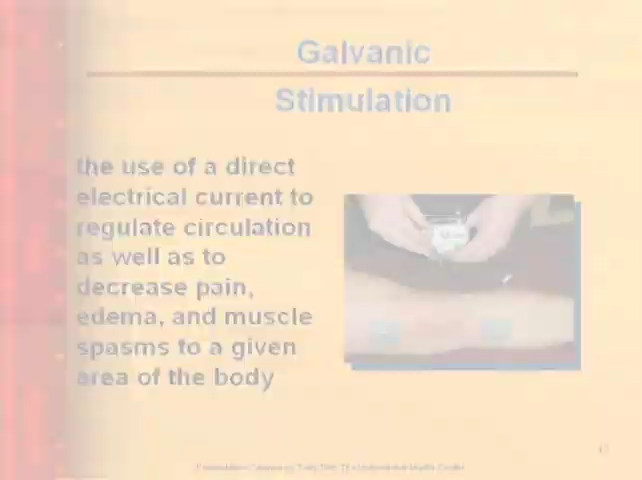 Galvanic
Stimulation
the use of a direct
electrical current to
regulate circulation
as well as to
decrease pain,
edema, and muscle
spasms to a given
area of the body